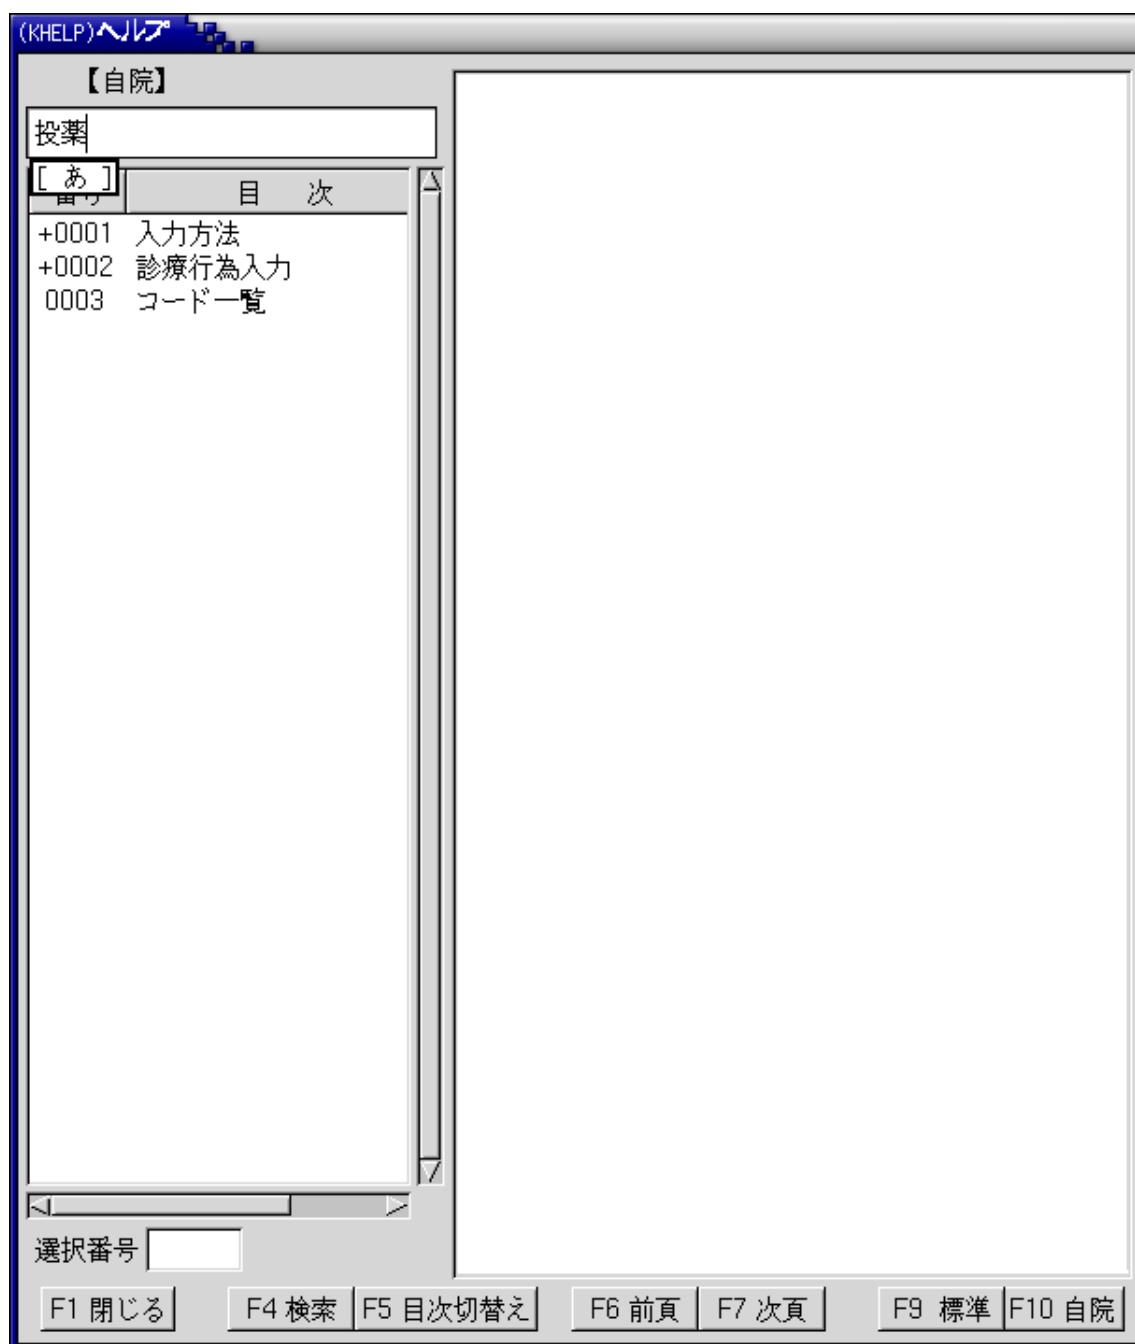 (KHELP)ヘルプ
【自院】
投薬
[ あ ]
番号 目 次
+0001 入力方法
+0002 診療行為入力
0003 コード一覧
選択番号
F1 閉じる F4 検索 F5 目次切替え F6 前頁 F7 次頁 F9 標準 F10 自院